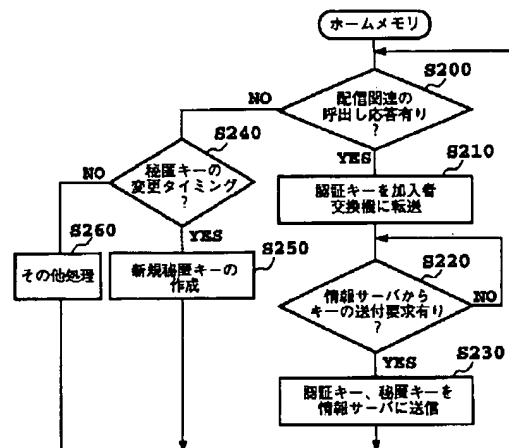 ホームメモリ
S200
配信関連の
呼出し応答有り
?
NO
YES
S240
秘匿キーの
変更タイミング
?
NO
YES
S210
認証キーを加入者
交換機に転送
S260
その他処理
S250
新規秘匿キーの
作成
S220
情報サーバから
キーの送付要求有り
?
NO
YES
S230
認証キー、秘匿キーを
情報サーバに送信